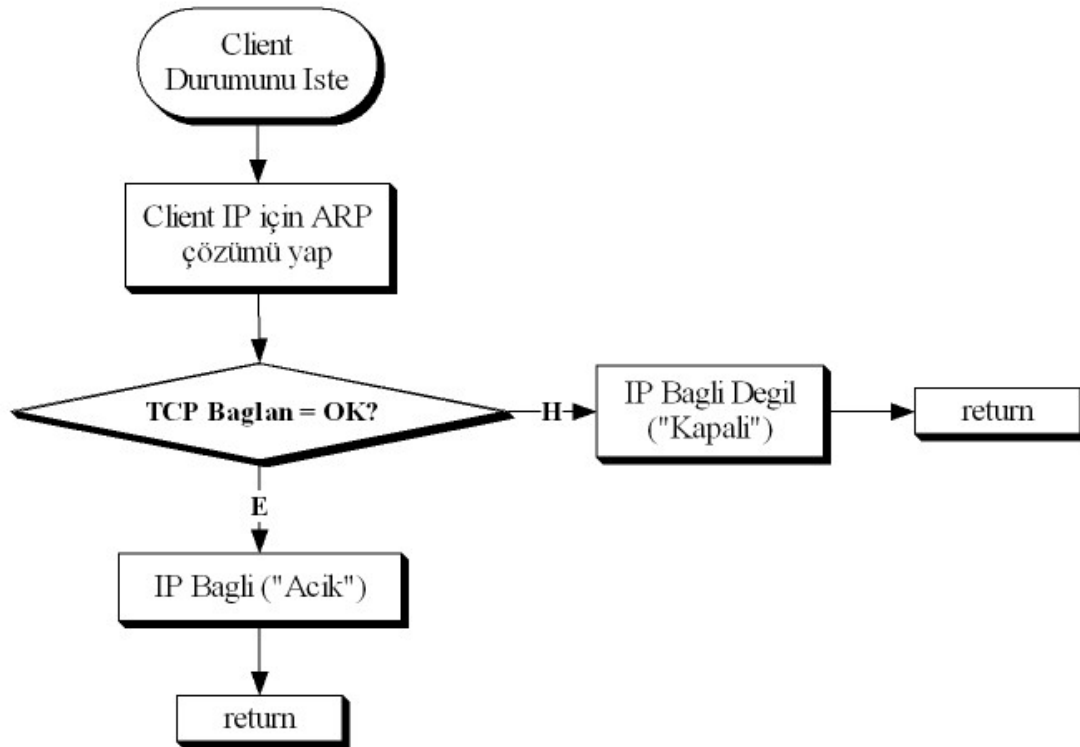 Client
Durumunu Iste
Client IP için ARP
çözümü yap
TCP Baglan = OK?
H
IP Bagli Degil
("Kapali")
return
E
IP Bagli ("Acik")
return